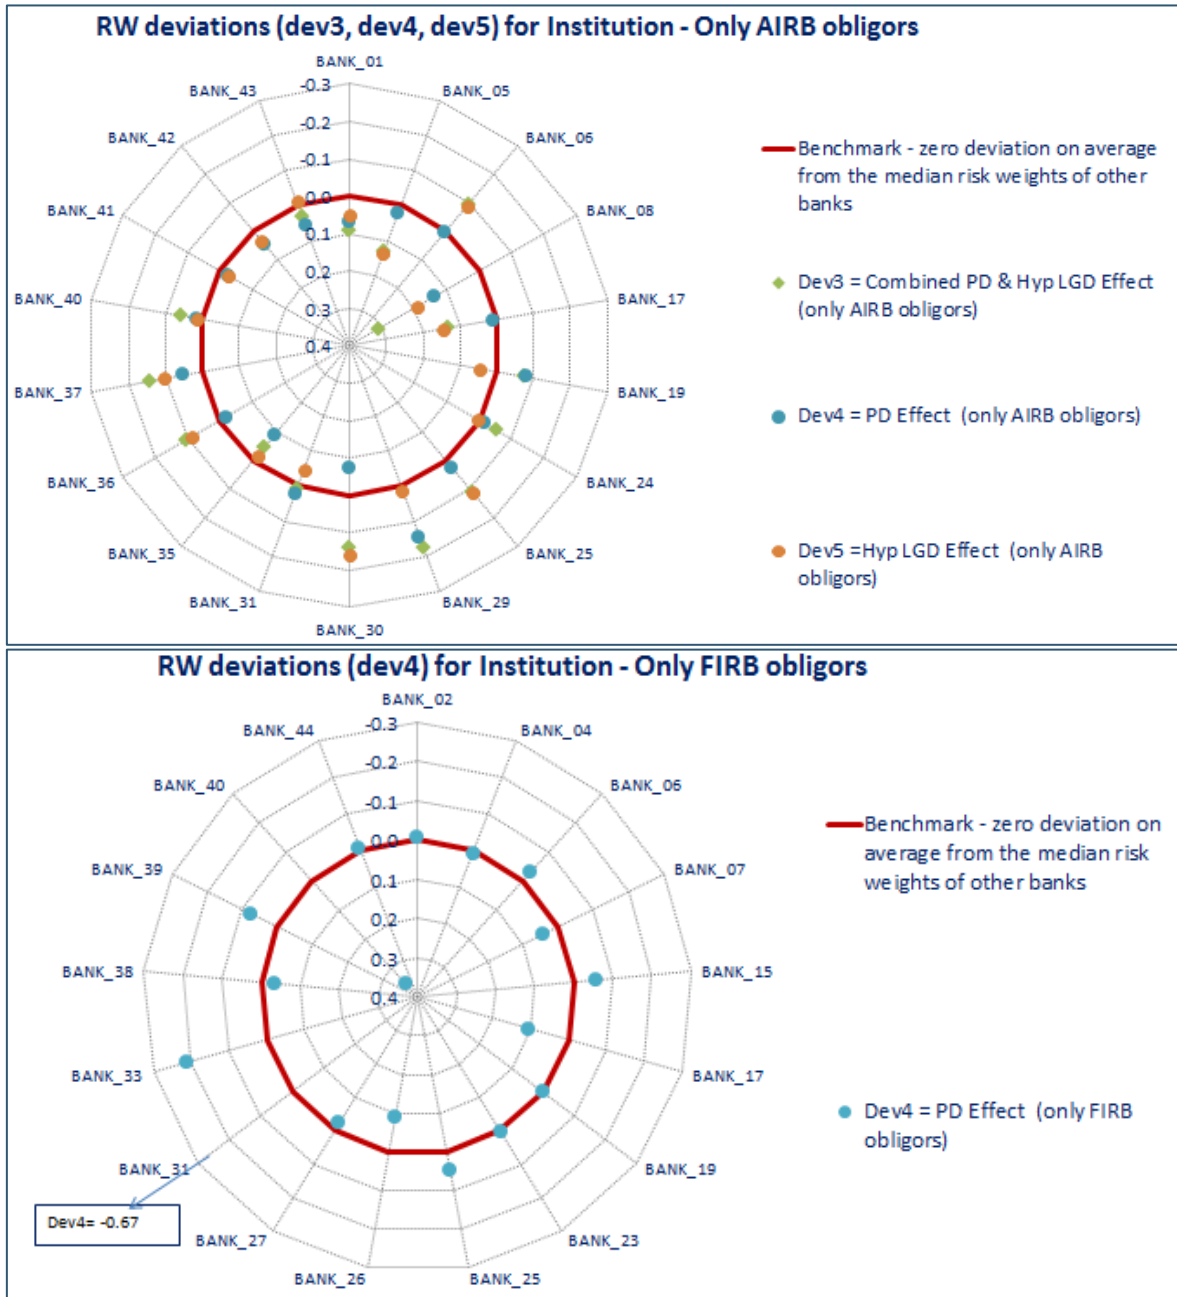 RW deviations (dev3, dev4, dev5) for Institution - Only AIRB obligors
BANK_01
BANK_05
BANK_06
BANK_08
BANK_17
BANK_19
BANK_24
BANK_25
BANK_29
BANK_30
BANK_31
BANK_35
BANK_36
BANK_37
BANK_40
BANK_41
BANK_42
BANK_43
-0.3
-0.2
-0.1
0.0
0.1
0.2
0.3
0.4
Benchmark - zero deviation on average
from the median risk weights of other
banks
Dev3 = Combined PD & Hyp LGD Effect
(only AIRB obligors)
Dev4 = PD Effect (only AIRB obligors)
Dev5 =Hyp LGD Effect (only AIRB
obligors)
RW deviations (dev4) for Institution - Only FIRB obligors
BANK_02
BANK_04
BANK_06
BANK_07
BANK_15
BANK_17
BANK_19
BANK_23
BANK_25
BANK_26
BANK_27
BANK_31
BANK_33
BANK_38
BANK_39
BANK_40
BANK_44
-0.3
-0.2
-0.1
0.0
0.1
0.2
0.3
0.4
Dev4= -0.67
Benchmark - zero deviation on
average from the median risk
weights of other banks
Dev4 = PD Effect (only FIRB
obligors)